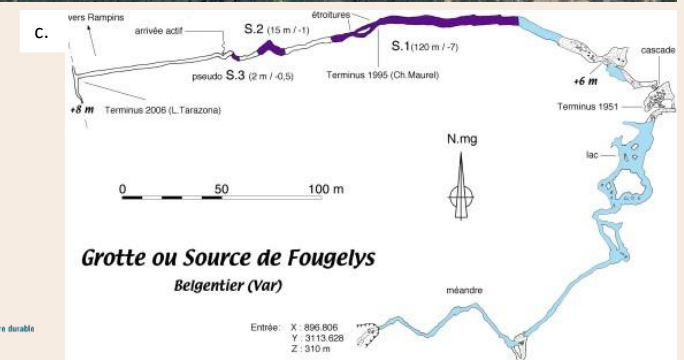 c.
vers Rampins
arrivée actif
S.2 (15 m / -1)
étroitures
pseudo S.3 (2 m / -0,5)
S.1 (120 m / -7)
Terminus 1995 (Ch.Maurel)
cascade
+6 m
+8 m
Terminus 2006 (L.Tarazona)
Terminus 1951
N.mg
lac
0 50 100 m
Grotte ou Source de Fougelys
Belgentier (Var)
méandre
re durable
Entrée: X : 896.806
Y : 3113.628
Z : 310 m